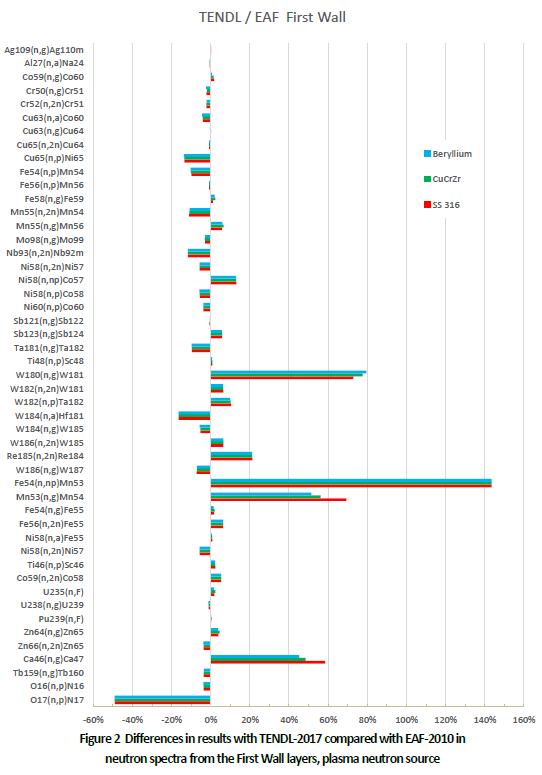 TENDL / EAF First Wall
Ag109(n,g)Ag110m
Al27(n,a)Na24
Co59(n,g)Co60
Cr50(n,g)Cr51
Cr52(n,2n)Cr51
Cu63(n,a)Co60
Cu63(n,g)Cu64
Cu65(n,2n)Cu64
Cu65(n,p)Ni65
Fe54(n,p)Mn54
Fe56(n,p)Mn56
Fe58(n,g)Fe59
Mn55(n,2n)Mn54
Mn55(n,g)Mn56
Mo98(n,g)Mo99
Nb93(n,2n)Nb92m
Ni58(n,2n)Ni57
Ni58(n,np)Co57
Ni58(n,p)Co58
Ni60(n,p)Co60
Sb121(n,g)Sb122
Sb123(n,g)Sb124
Ta181(n,g)Ta182
Ti48(n,p)Sc48
W180(n,g)W181
W182(n,2n)W181
W182(n,p)Ta182
W184(n,a)Hf181
W184(n,g)W185
W186(n,2n)W185
Re185(n,2n)Re184
W186(n,g)W187
Fe54(n,np)Mn53
Mn53(n,g)Mn54
Fe54(n,g)Fe55
Fe56(n,2n)Fe55
Ni58(n,a)Fe55
Ni58(n,2n)Ni57
Ti46(n,p)Sc46
Co59(n,2n)Co58
U235(n,F)
U238(n,g)U239
Pu239(n,F)
Zn64(n,g)Zn65
Zn66(n,2n)Zn65
Ca46(n,g)Ca47
Tb159(n,g)Tb160
O16(n,p)N16
O17(n,p)N17
Beryllium
CuCrZr
SS 316
-60% -40% -20% 0% 20% 40% 60% 80% 100% 120% 140% 160%
Figure 2 Differences in results with TENDL-2017 compared with EAF-2010 in
neutron spectra from the First Wall layers, plasma neutron source